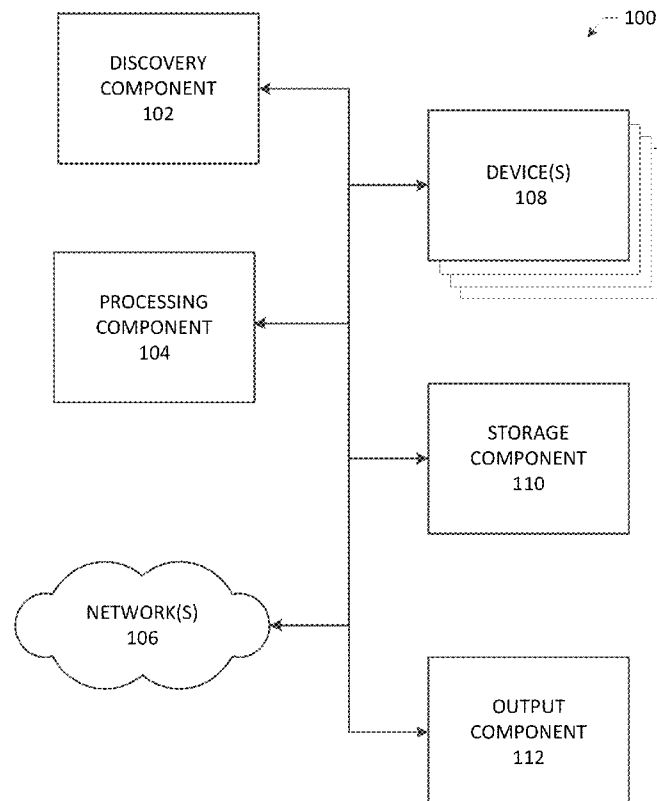 100
DISCOVERY
COMPONENT
102
DEVICE(S)
108
PROCESSING
COMPONENT
104
STORAGE
COMPONENT
110
NETWORK(S)
106
OUTPUT
COMPONENT
112